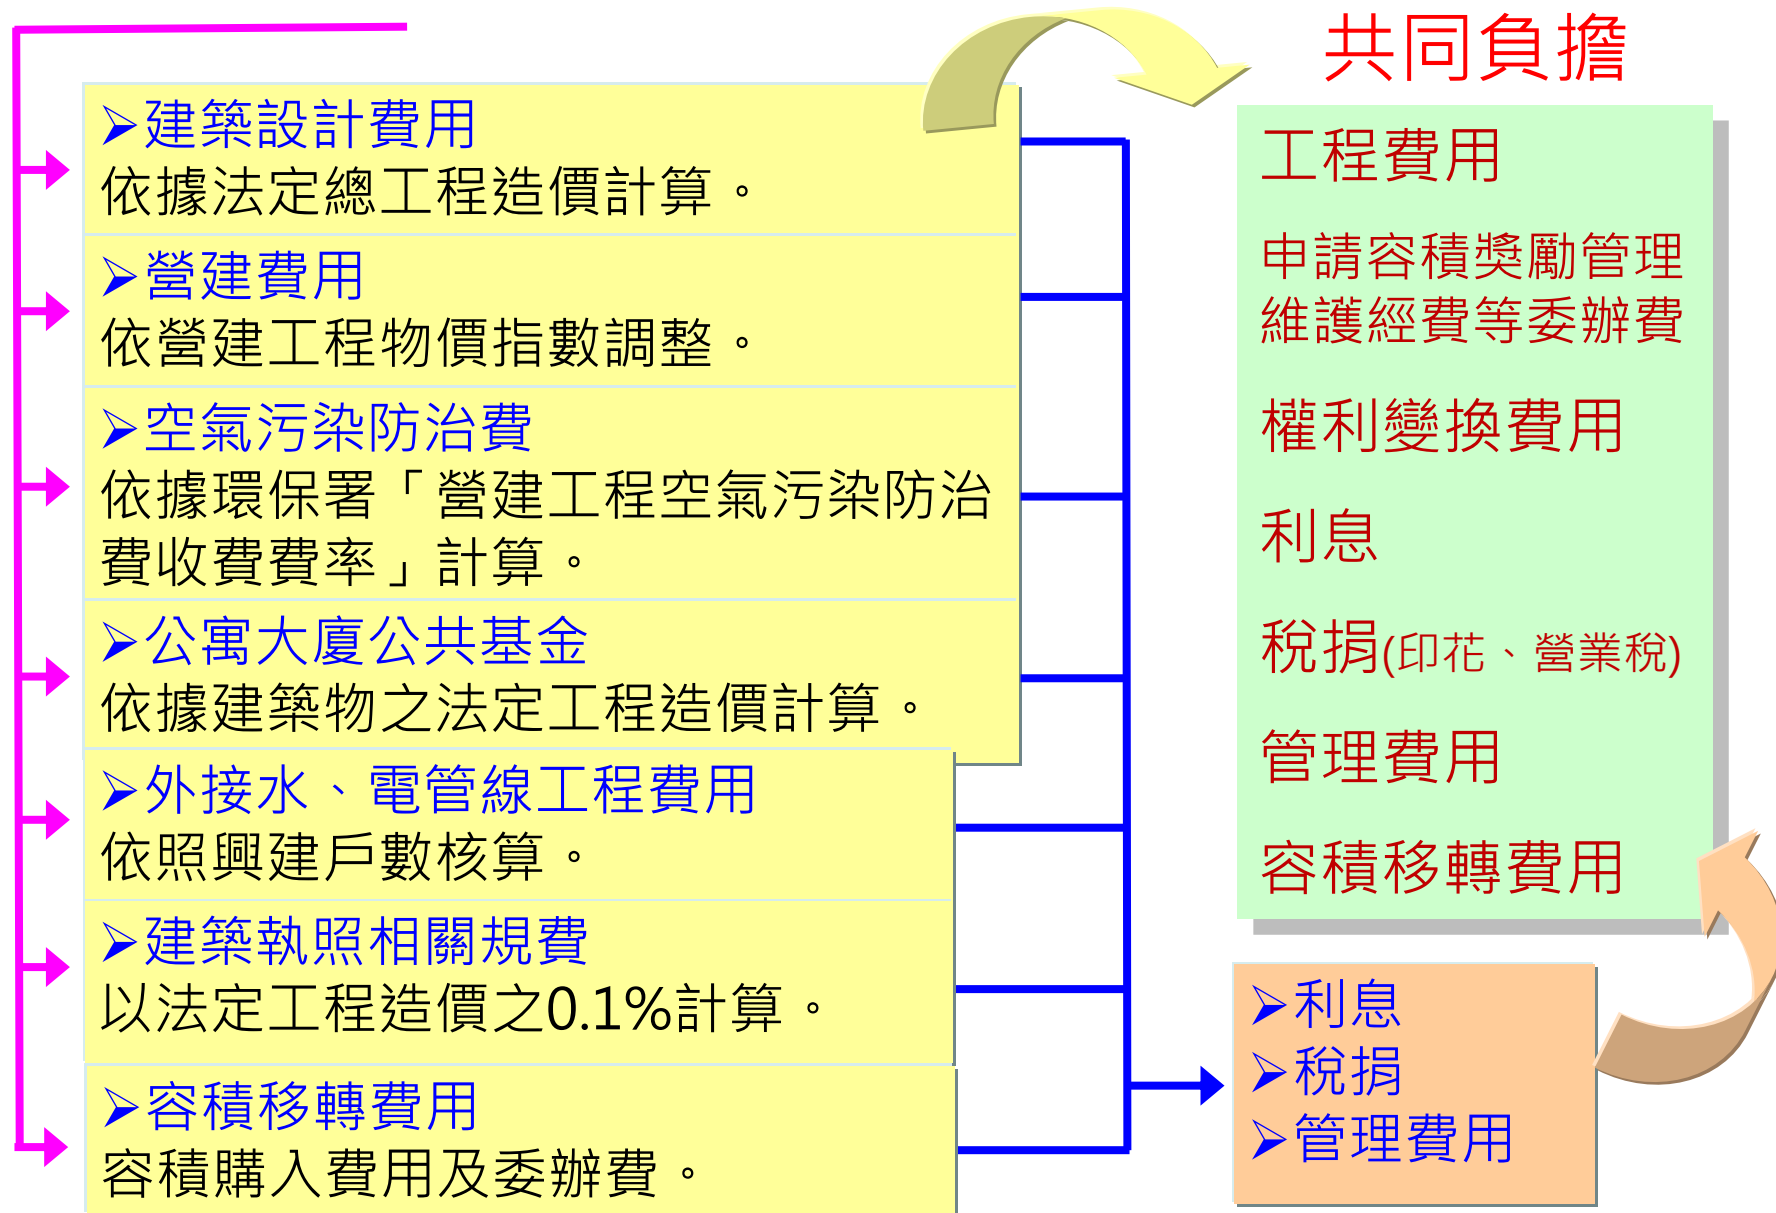 ➢建築設計費用
依據法定總工程造價計算。
➢營建費用
依營建工程物價指數調整。
➢空氣污染防治費
依據環保署「營建工程空氣污染防治
費收費費率」計算。
➢公寓大廈公共基金
依據建築物之法定工程造價計算。
➢外接水、電管線工程費用
依照興建戶數核算。
➢建築執照相關規費
以法定工程造價之0.1%計算。
➢容積移轉費用
容積購入費用及委辦費。
共同負擔
工程費用
申請容積獎勵管理
維護經費等委辦費
權利變換費用
利息
稅捐(印花、營業稅)
管理費用
容積移轉費用
➢利息
➢稅捐
➢管理費用